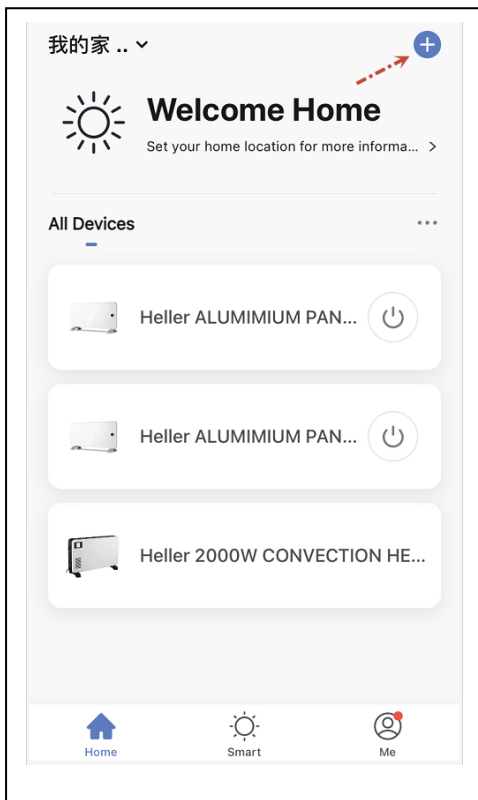 我的家 ..
Welcome Home
Set your home location for more informa...
All Devices
Heller ALUMIMIUM PAN...
Heller ALUMIMIUM PAN...
Heller 2000W CONVECTION HE...
Home
Smart
Me